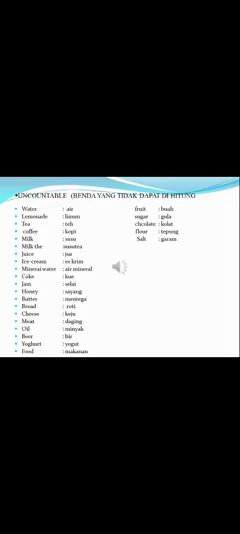 •UNCOUNTABLE (BENDA YANG TIDAK DAPAT DI HITUNG
• Water : air
• Lemonade : limun
• Tea : teh
• coffee : kopi
• Milk : susu
• Milk the :susutea
• Juice : jus
• Ice-cream : es krim
• Minerai water : air mineral
• Coke : kue
• Jam : selai
• Honey : sayang
• Butter : mentega
• Bread : roti
• Cheese : keju
• Meat : daging
• Oil : minyak
• Beer : bir
• Yoghurt : yogut
• Food : makanan
fruit : buah
sugar : gula
chcolate : kolat
flour : tepung
Salt : garam